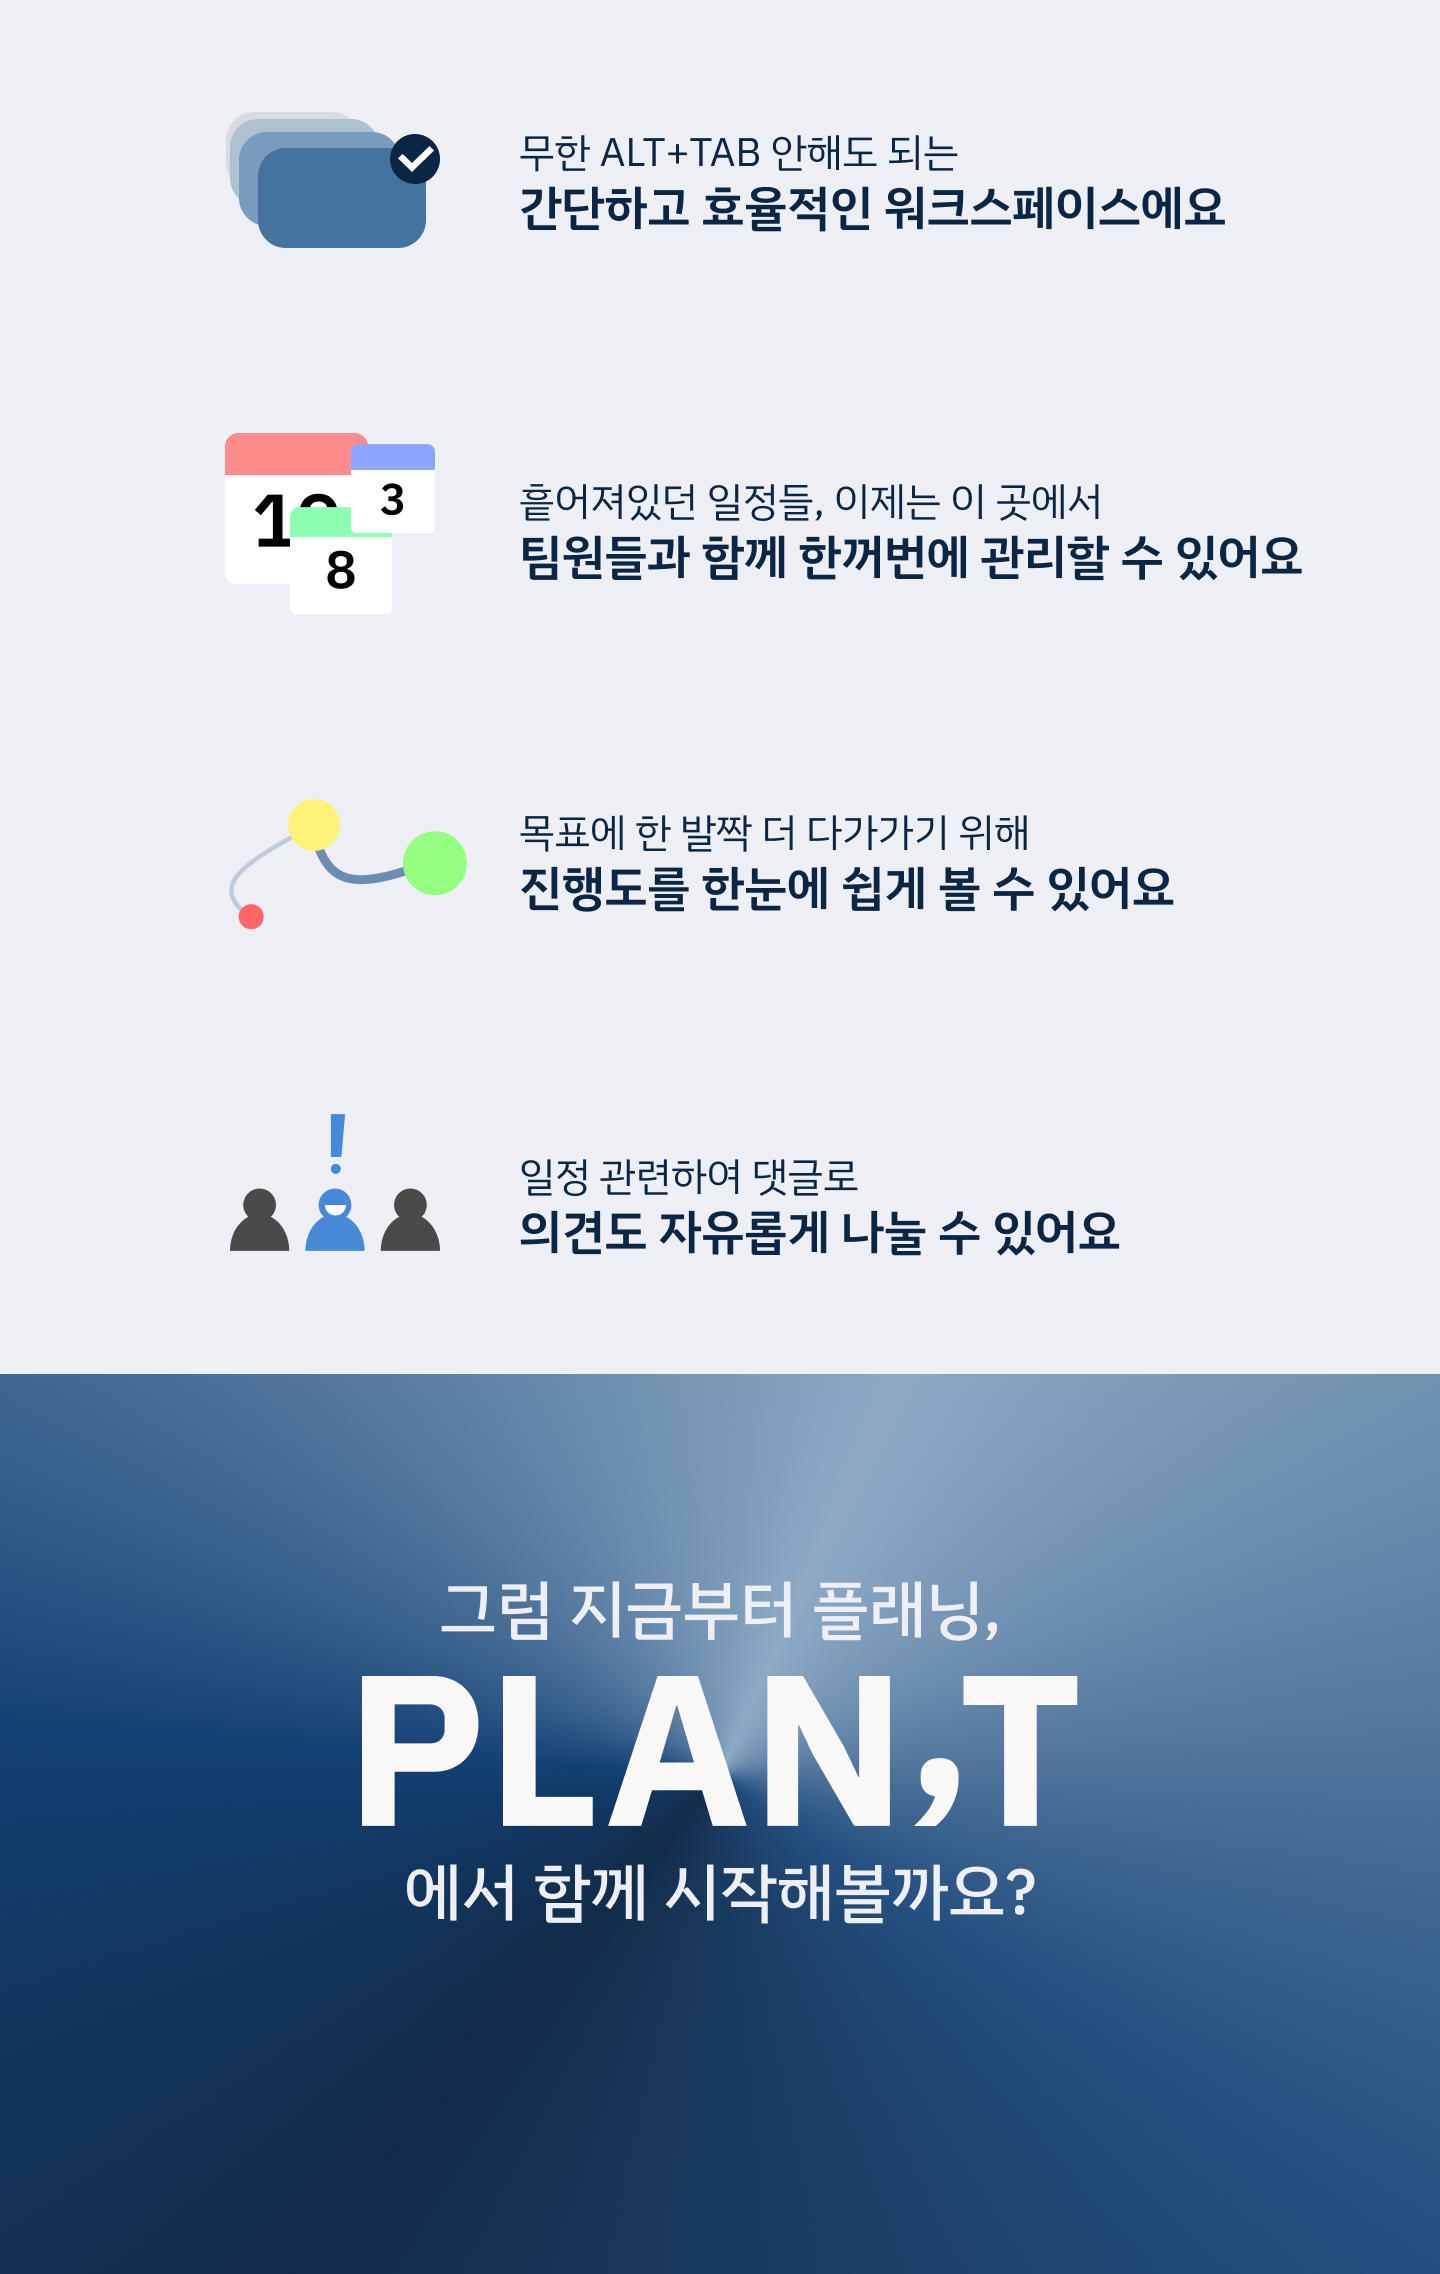 무한 ALT+TAB 안해도 되는
간단하고 효율적인 워크스페이스에요
3
8
흩어져있던 일정들, 이제는 이 곳에서
팀원들과 함께 한꺼번에 관리할 수 있어요
목표에 한 발짝 더 다가가기 위해
진행도를 한눈에 쉽게 볼 수 있어요
!
일정 관련하여 댓글로
의견도 자유롭게 나눌 수 있어요
그럼 지금부터 플래닝,
PLAN,T
에서 함께 시작해볼까요?